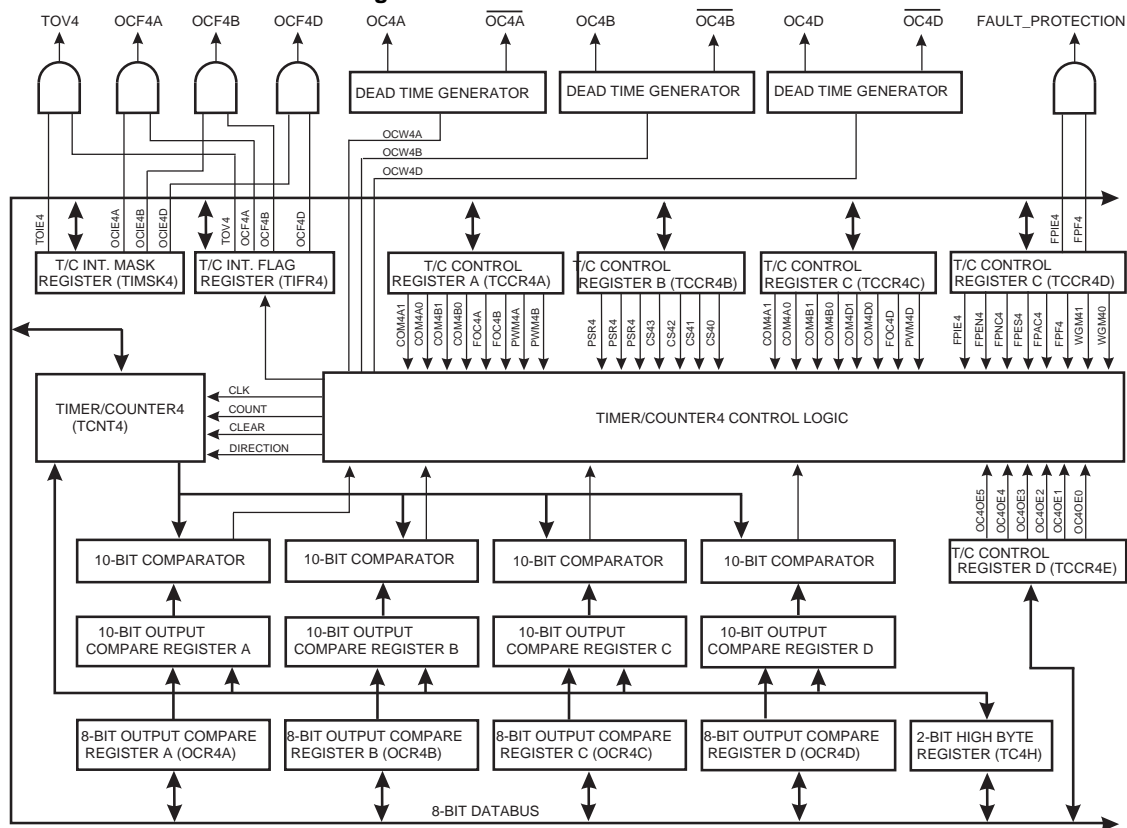 TOV4 OCF4A OCF4B OCF4D OC4A OC4A OC4B OC4B OC4D OC4D FAULT_PROTECTION
DEAD TIME GENERATOR DEAD TIME GENERATOR DEAD TIME GENERATOR
OCW4A
OCW4B
OCW4D
TOIE4 OCIE4A OCIE4B OCIE4D TOV4 OCF4A OCF4B OCF4D FPIE4 FPF4
T/C INT. MASK
REGISTER (TIMSK4)
T/C INT. FLAG
REGISTER (TIFR4)
T/C CONTROL
REGISTER A (TCCR4A)
T/C CONTROL
REGISTER B (TCCR4B)
T/C CONTROL
REGISTER C (TCCR4C)
T/C CONTROL
REGISTER C (TCCR4D)
COM4A1 COM4A0 COM4B1 COM4B0 FOC4A FOC4B PWM4A PWM4B
PSR4 PSR4 PSR4 CS43 CS42 CS41 CS40
COM4A1 COM4A0 COM4B1 COM4B0 COM4D1 COM4D0 FOC4D PWM4D
FPIE4 FPEN4 FPNC4 FPES4 FPAC4 FPF4 WGM41 WGM40
TIMER/COUNTER4
(TCNT4)
CLK
COUNT
CLEAR
DIRECTION
TIMER/COUNTER4 CONTROL LOGIC
OC4OE5 OC4OE4 OC4OE3 OC4OE2 OC4OE1 OC4OE0
T/C CONTROL
REGISTER D (TCCR4E)
10-BIT COMPARATOR 10-BIT COMPARATOR 10-BIT COMPARATOR 10-BIT COMPARATOR
10-BIT OUTPUT
COMPARE REGISTER A
10-BIT OUTPUT
COMPARE REGISTER B
10-BIT OUTPUT
COMPARE REGISTER C
10-BIT OUTPUT
COMPARE REGISTER D
8-BIT OUTPUT COMPARE
REGISTER A (OCR4A)
8-BIT OUTPUT COMPARE
REGISTER B (OCR4B)
8-BIT OUTPUT COMPARE
REGISTER C (OCR4C)
8-BIT OUTPUT COMPARE
REGISTER D (OCR4D)
2-BIT HIGH BYTE
REGISTER (TC4H)
8-BIT DATABUS